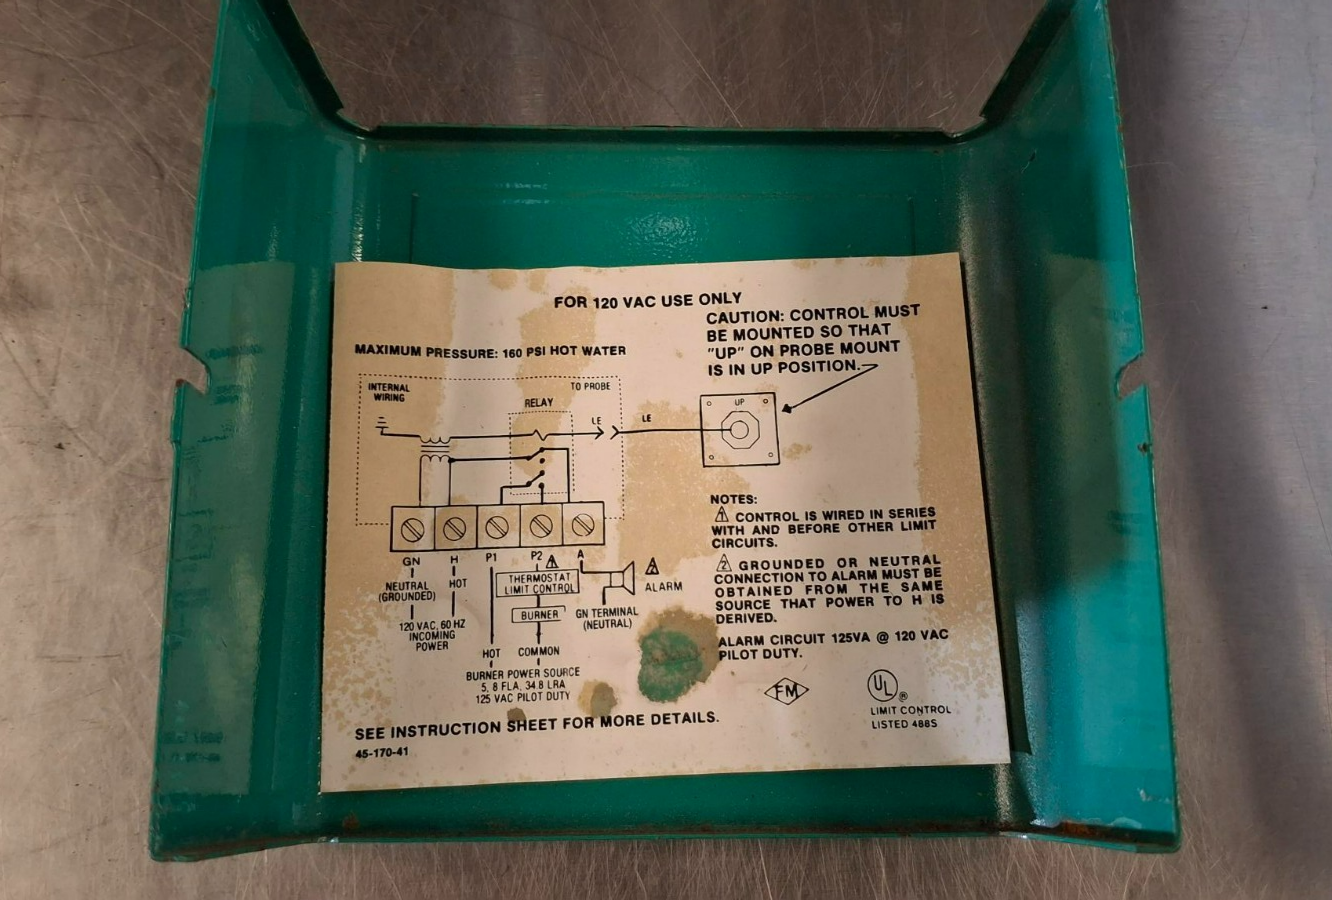 FOR 120 VAC USE ONLY
CAUTION: CONTROL MUST
BE MOUNTED SO THAT
"UP" ON PROBE MOUNT
IS IN UP POSITION.
MAXIMUM PRESSURE: 160 PSI HOT WATER
INTERNAL
WIRING
TO PROBE
RELAY
LE
LE
UP
GN
H
P1
P2
A
NEUTRAL
(GROUNDED)
HOT
120 VAC, 60 HZ
INCOMING
POWER
1
THERMOSTAT
LIMIT CONTROL
BURNER
2
ALARM
GN TERMINAL
(NEUTRAL)
HOT
COMMON
BURNER POWER SOURCE
5.8 FLA, 34.8 LRA
125 VAC PILOT DUTY
NOTES:
1 CONTROL IS WIRED IN SERIES
WITH AND BEFORE OTHER LIMIT
CIRCUITS.
2 GROUNDED OR NEUTRAL
CONNECTION TO ALARM MUST BE
OBTAINED FROM THE SAME
SOURCE THAT POWER TO H IS
DERIVED.
ALARM CIRCUIT 125VA @ 120 VAC
PILOT DUTY.
FM
UL ®
LIMIT CONTROL
LISTED 488S
SEE INSTRUCTION SHEET FOR MORE DETAILS.
45-170-41